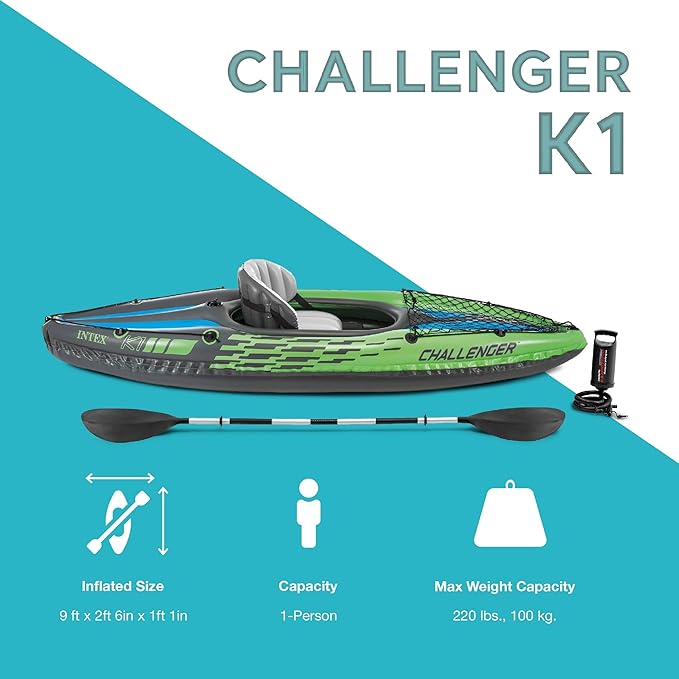 CHALLENGER
K1
INTEX
K1
CHALLENGER
Inflated Size
9 ft x 2ft 6in x 1ft 1in
Capacity
1-Person
Max Weight Capacity
220 lbs., 100 kg.